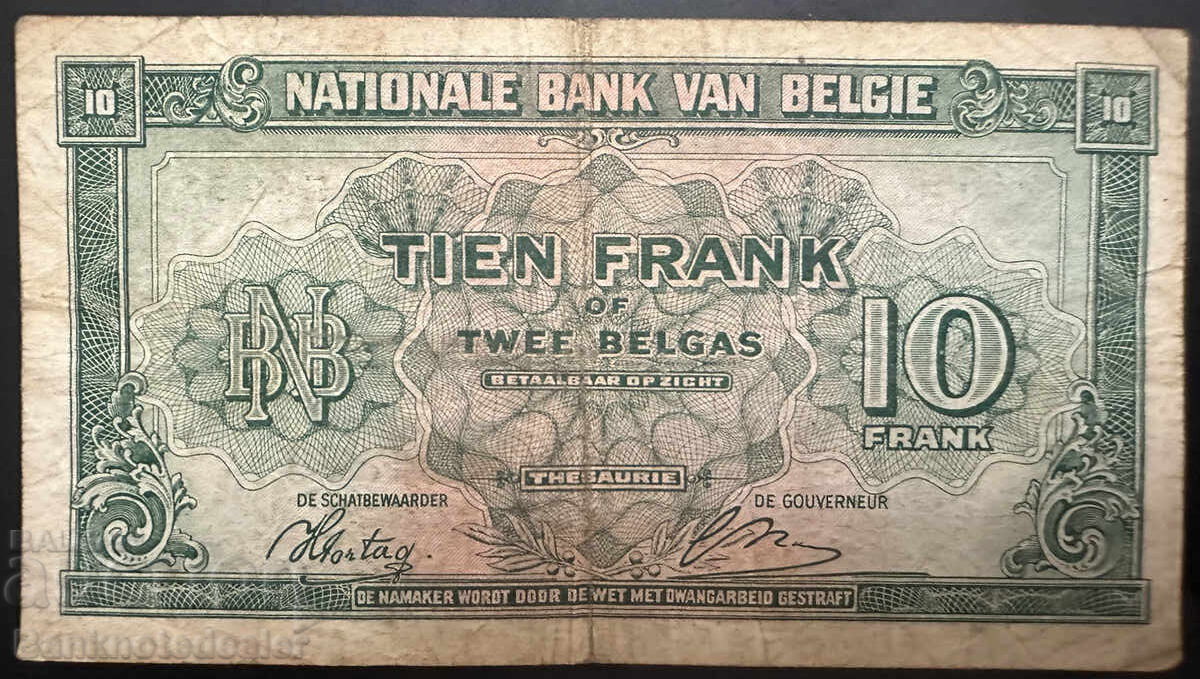 10
NATIONALE BANK VAN BELGIE
10
TIEN FRANK
OF
TWEE BELGAS
BETAALBAAR OP ZICHT
BNB
10
FRANK
THESAURIE
DE SCHATBEWAARDER
DE GOUVERNEUR
DE NAMAKER WORDT DOOR DE WET MET DWANGARBEID GESTRAFT
Banknotedealer